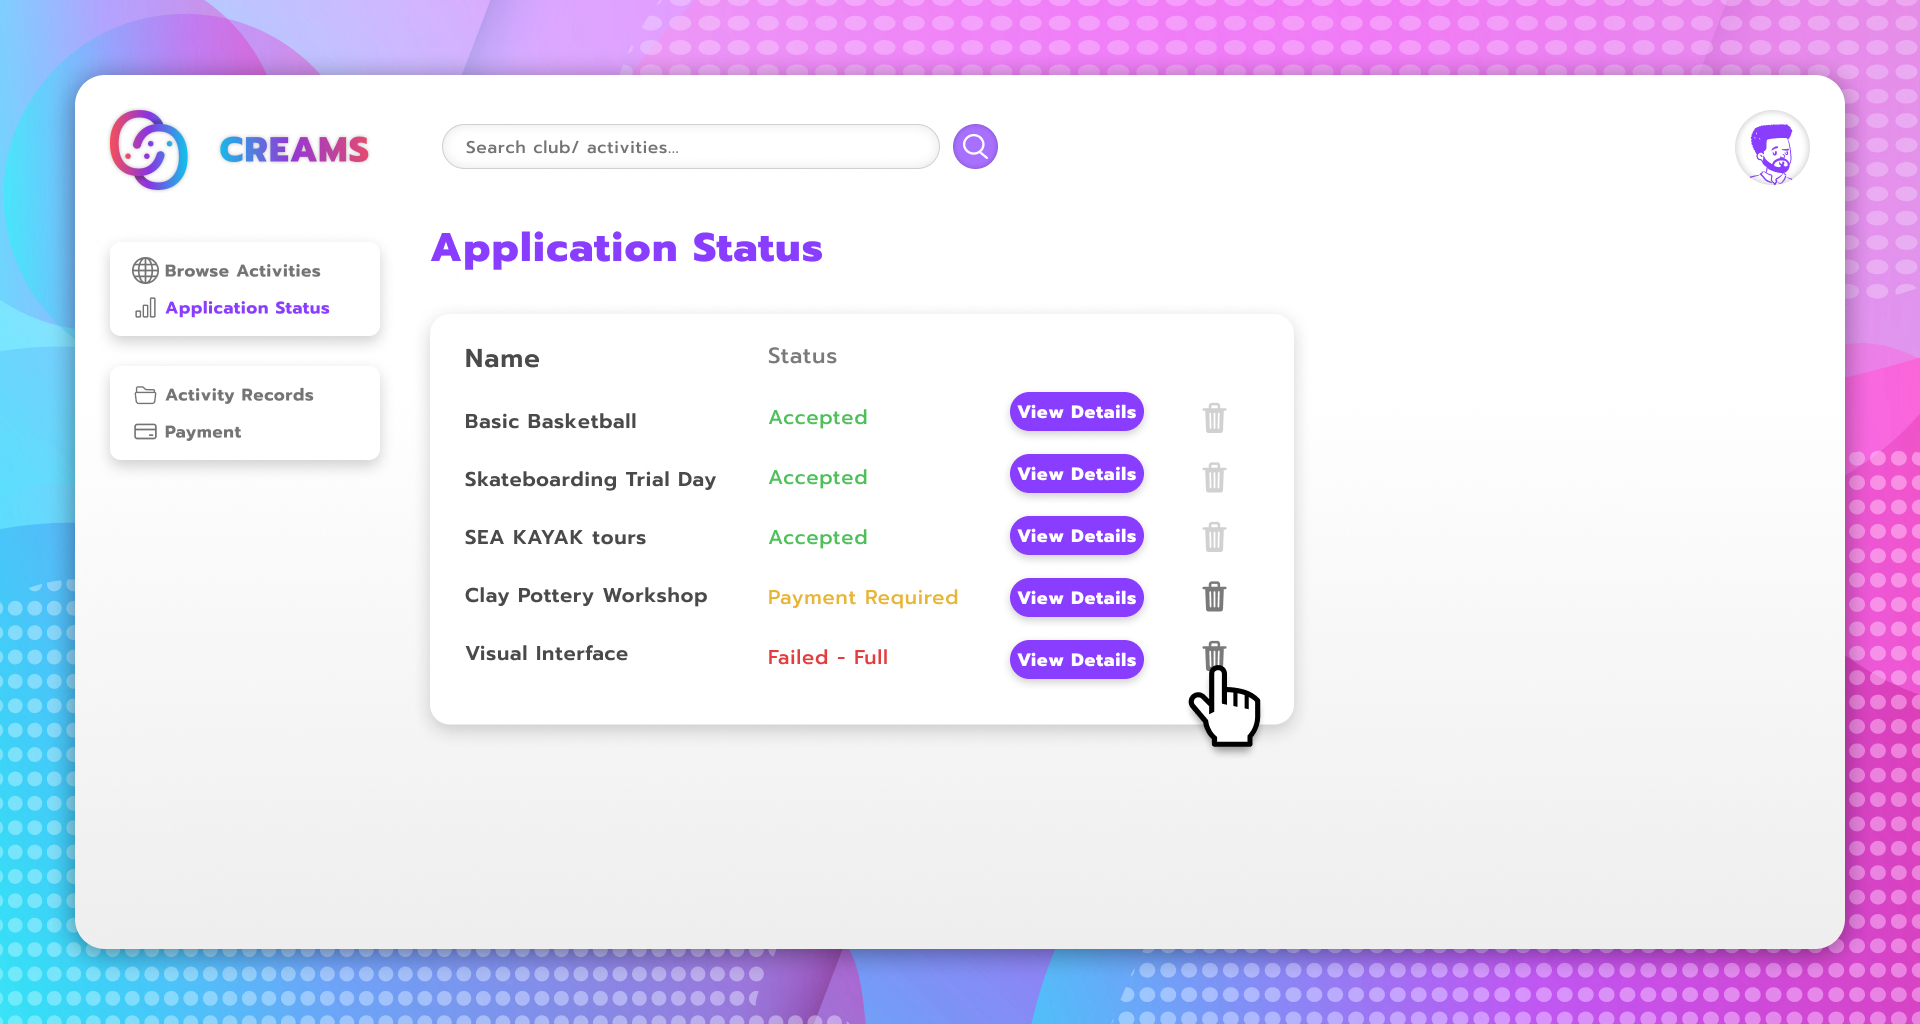 CREAMS
Search club/ activities...
Browse Activities
Application Status
Activity Records
Payment
Application Status
Name Status
Basic Basketball Accepted View Details
Skateboarding Trial Day Accepted View Details
SEA KAYAK tours Accepted View Details
Clay Pottery Workshop Payment Required View Details
Visual Interface Failed - Full View Details